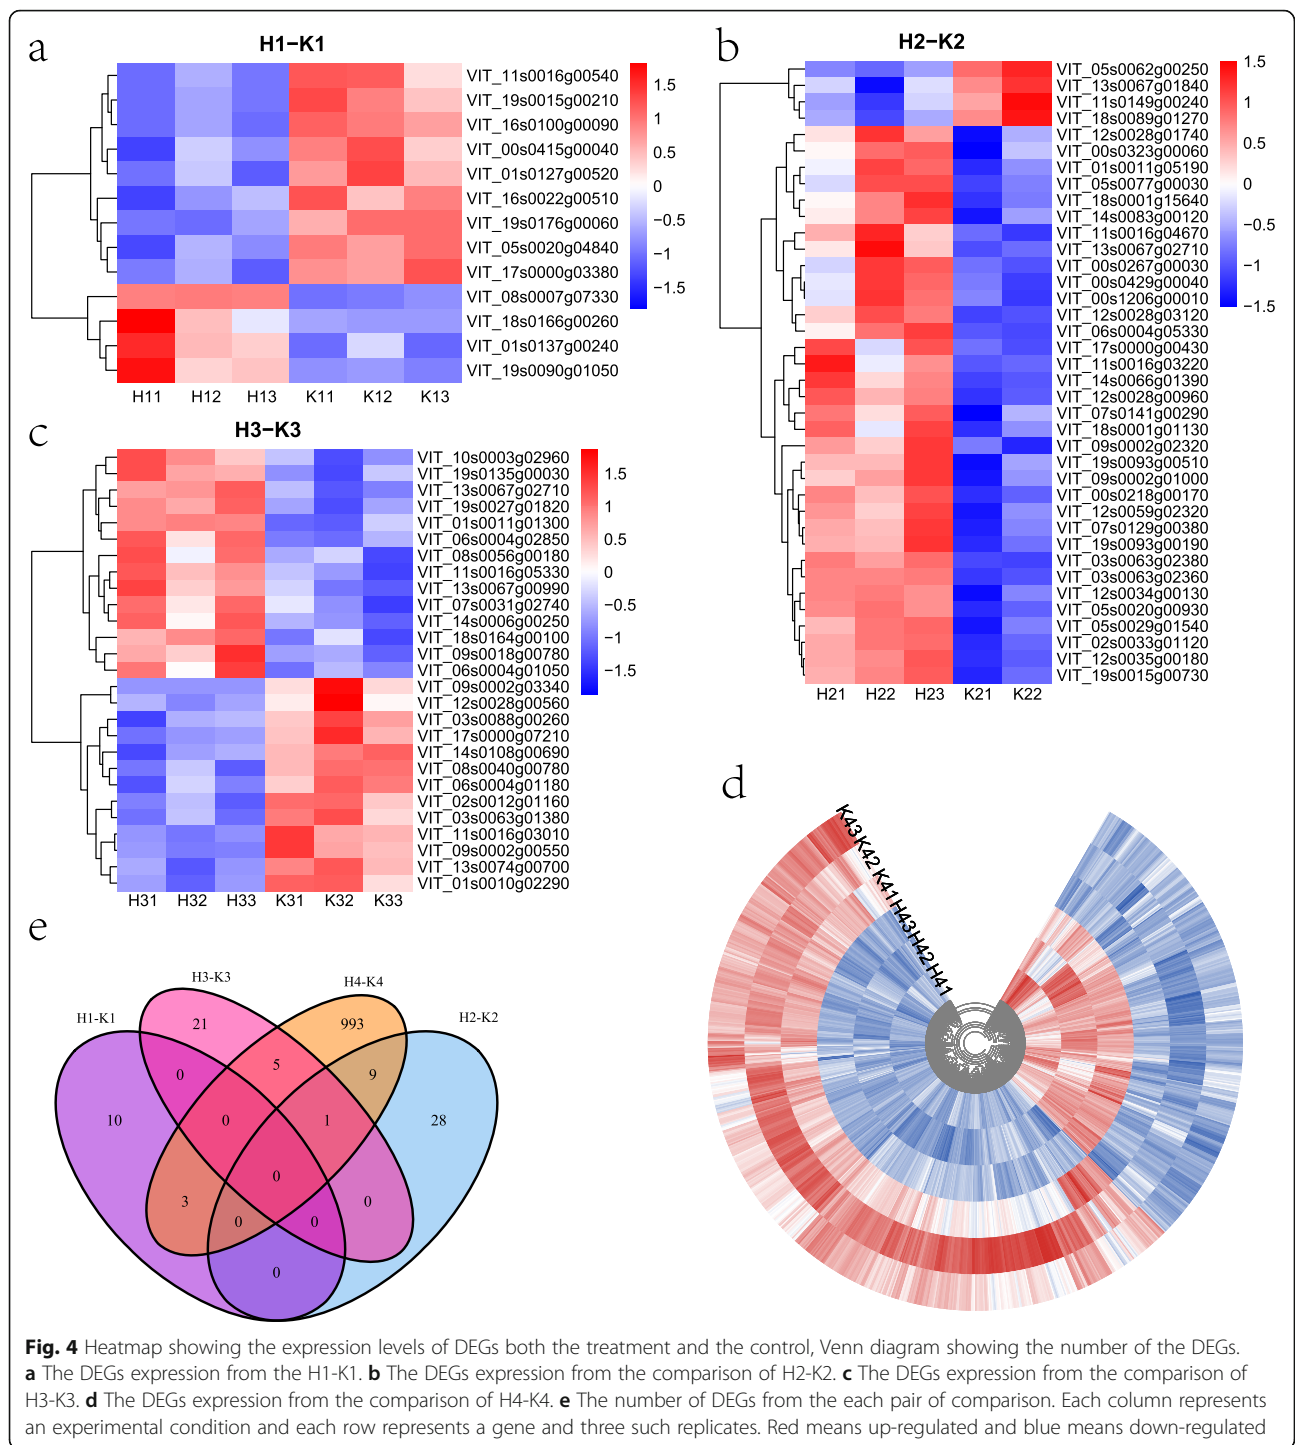 a
H1−K1
VIT_11s0016g00540
VIT_19s0015g00210
VIT_16s0100g00090
VIT_00s0415g00040
VIT_01s0127g00520
VIT_16s0022g00510
VIT_19s0176g00060
VIT_05s0020g04840
VIT_17s0000g03380
VIT_08s0007g07330
VIT_18s0166g00260
VIT_01s0137g00240
VIT_19s0090g01050
1.5
1
0.5
0
−0.5
−1
−1.5
H11 H12 H13 K11 K12 K13
b
H2−K2
VIT_05s0062g00250
VIT_13s0067g01840
VIT_11s0149g00240
VIT_18s0089g01270
VIT_12s0028g01740
VIT_00s0323g00060
VIT_01s0011g05190
VIT_05s0077g00030
VIT_18s0001g15640
VIT_14s0083g00120
VIT_11s0016g04670
VIT_13s0067g02710
VIT_00s0267g00030
VIT_00s0429g00040
VIT_00s1206g00010
VIT_12s0028g03120
VIT_06s0004g05330
VIT_17s0000g00430
VIT_11s0016g03220
VIT_14s0066g01390
VIT_12s0028g00960
VIT_07s0141g00290
VIT_18s0001g01130
VIT_09s0002g02320
VIT_19s0093g00510
VIT_09s0002g01000
VIT_00s0218g00170
VIT_12s0059g02320
VIT_07s0129g00380
VIT_19s0093g00190
VIT_03s0063g02380
VIT_03s0063g02360
VIT_12s0034g00130
VIT_05s0020g00930
VIT_05s0029g01540
VIT_02s0033g01120
VIT_12s0035g00180
VIT_19s0015g00730
1.5
1
0.5
0
−0.5
−1
−1.5
H21 H22 H23 K21 K22
c
H3−K3
VIT_10s0003g02960
VIT_19s0135g00030
VIT_13s0067g02710
VIT_19s0027g01820
VIT_01s0011g01300
VIT_06s0004g02850
VIT_08s0056g00180
VIT_11s0016g05330
VIT_13s0067g00990
VIT_07s0031g02740
VIT_14s0006g00250
VIT_18s0164g00100
VIT_09s0018g00780
VIT_06s0004g01050
VIT_09s0002g03340
VIT_12s0028g00560
VIT_03s0088g00260
VIT_17s0000g07210
VIT_14s0108g00690
VIT_08s0040g00780
VIT_06s0004g01180
VIT_02s0012g01160
VIT_03s0063g01380
VIT_11s0016g03010
VIT_09s0002g00550
VIT_13s0074g00700
VIT_01s0010g02290
1.5
1
0.5
0
−0.5
−1
−1.5
H31 H32 H33 K31 K32 K33
d
K43
K42
K41
H43
H42
H41
e
H1-K1
H3-K3
H4-K4
H2-K2
21
993
0
5
9
10
0
1
28
0
3
0
0
0
0
Fig. 4 Heatmap showing the expression levels of DEGs both the treatment and the control, Venn diagram showing the number of the DEGs.
a The DEGs expression from the H1-K1. b The DEGs expression from the comparison of H2-K2. c The DEGs expression from the comparison of
H3-K3. d The DEGs expression from the comparison of H4-K4. e The number of DEGs from the each pair of comparison. Each column represents
an experimental condition and each row represents a gene and three such replicates. Red means up-regulated and blue means down-regulated